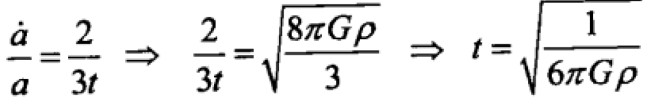 ȧ/a = 2/3t ⇒ 2/3t = √(8πGρ/3) ⇒ t = √(1/6πGρ)